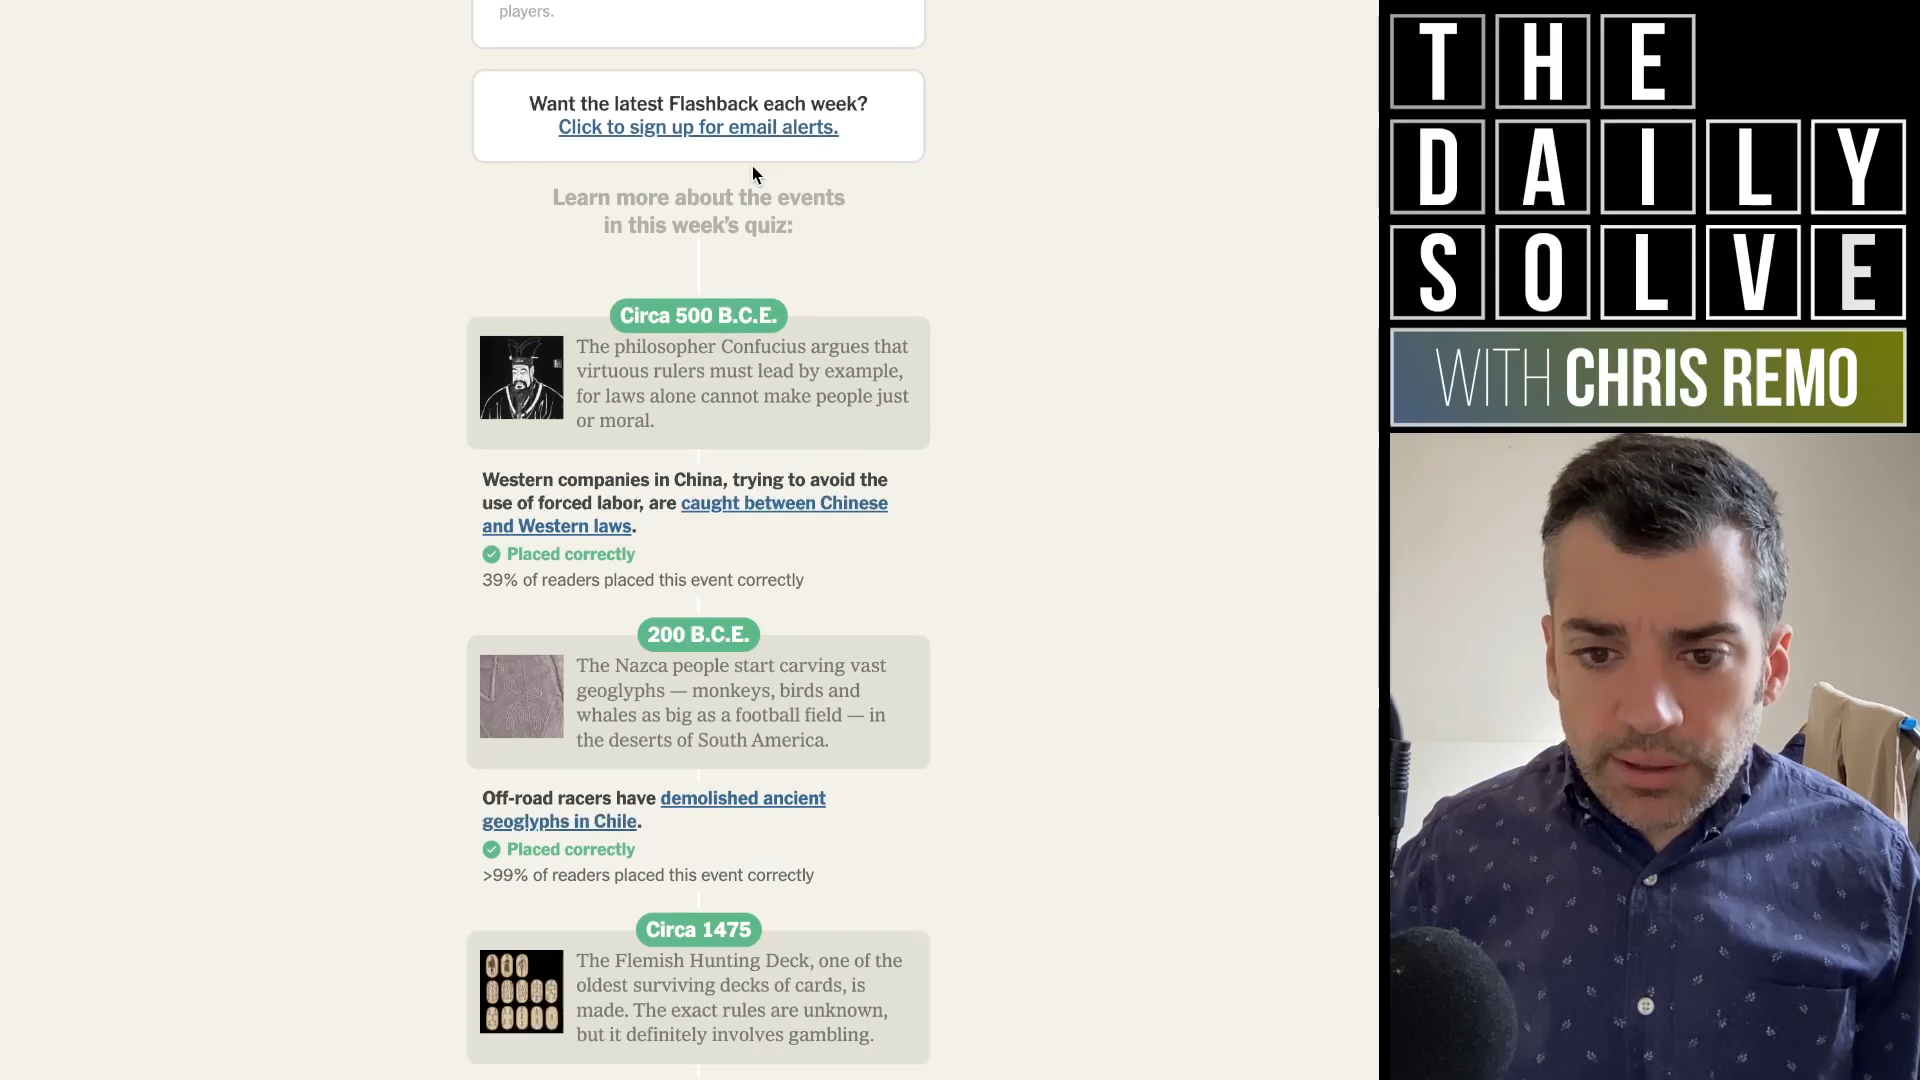 players.
Want the latest Flashback each week?
Click to sign up for email alerts.
Learn more about the events
in this week's quiz:
Circa 500 B.C.E.
The philosopher Confucius argues that
virtuous rulers must lead by example,
for laws alone cannot make people just
or moral.
Western companies in China, trying to avoid the
use of forced labor, are caught between Chinese
and Western laws.
Placed correctly
39% of readers placed this event correctly
200 B.C.E.
The Nazca people start carving vast
geoglyphs — monkeys, birds and
whales as big as a football field — in
the deserts of South America.
Off-road racers have demolished ancient
geoglyphs in Chile.
Placed correctly
>99% of readers placed this event correctly
Circa 1475
The Flemish Hunting Deck, one of the
oldest surviving decks of cards, is
made. The exact rules are unknown,
but it definitely involves gambling.
THE
DAILY
SOLVE
WITH CHRIS REMO